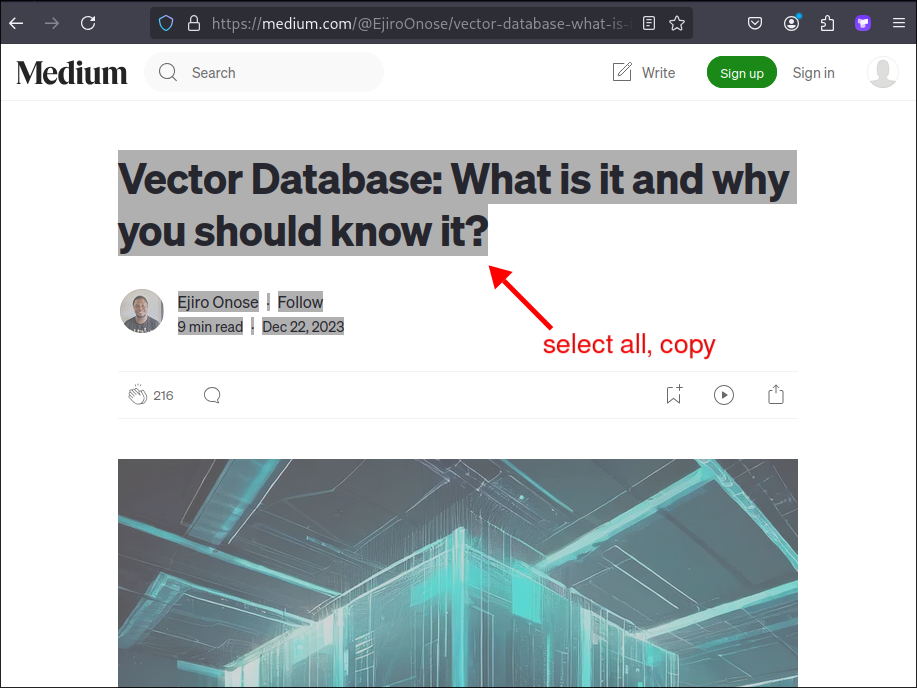 https://medium.com/@EjiroOnose/vector-database-what-is-
Medium
Search
Write
Sign up
Sign in
Vector Database: What is it and why
you should know it?
Ejiro Onose · Follow
9 min read · Dec 22, 2023
select all, copy
216